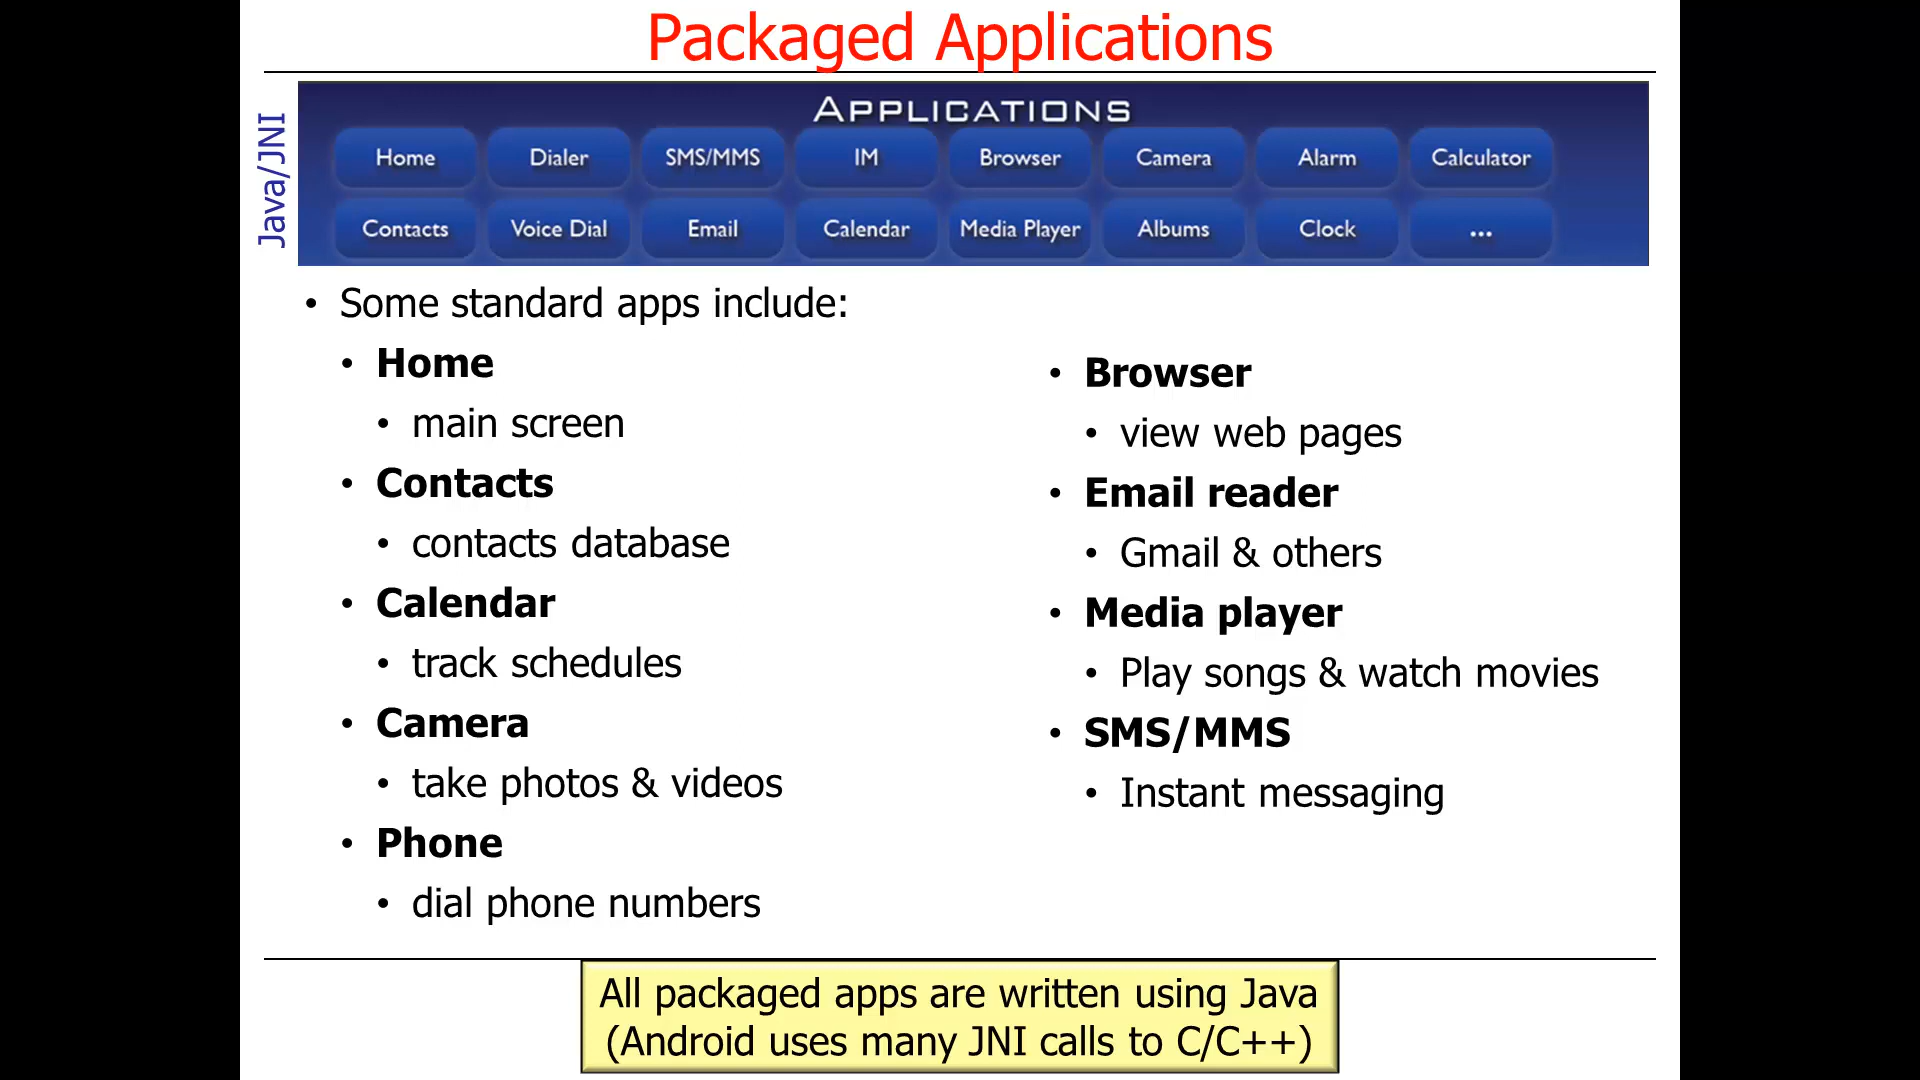 Packaged Applications
Java/JNI
APPLICATIONS
Home Dialer SMS/MMS IM Browser Camera Alarm Calculator
Contacts Voice Dial Email Calendar Media Player Albums Clock ...
• Some standard apps include:
• Home
• main screen
• Contacts
• contacts database
• Calendar
• track schedules
• Camera
• take photos & videos
• Phone
• dial phone numbers
• Browser
• view web pages
• Email reader
• Gmail & others
• Media player
• Play songs & watch movies
• SMS/MMS
• Instant messaging
All packaged apps are written using Java
(Android uses many JNI calls to C/C++)